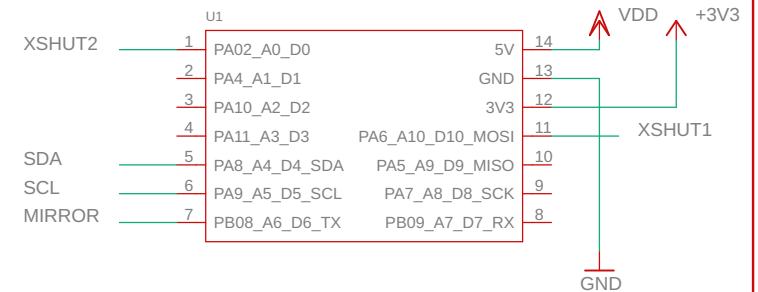 U1
VDD
+3V3
XSHUT2
1
PA02_A0_D0
5V
14
2
PA4_A1_D1
GND
13
3
PA10_A2_D2
3V3
12
4
PA11_A3_D3
PA6_A10_D10_MOSI
11
XSHUT1
SDA
5
PA8_A4_D4_SDA
PA5_A9_D9_MISO
10
SCL
6
PA9_A5_D5_SCL
PA7_A8_D8_SCK
9
MIRROR
7
PB08_A6_D6_TX
PB09_A7_D7_RX
8
GND